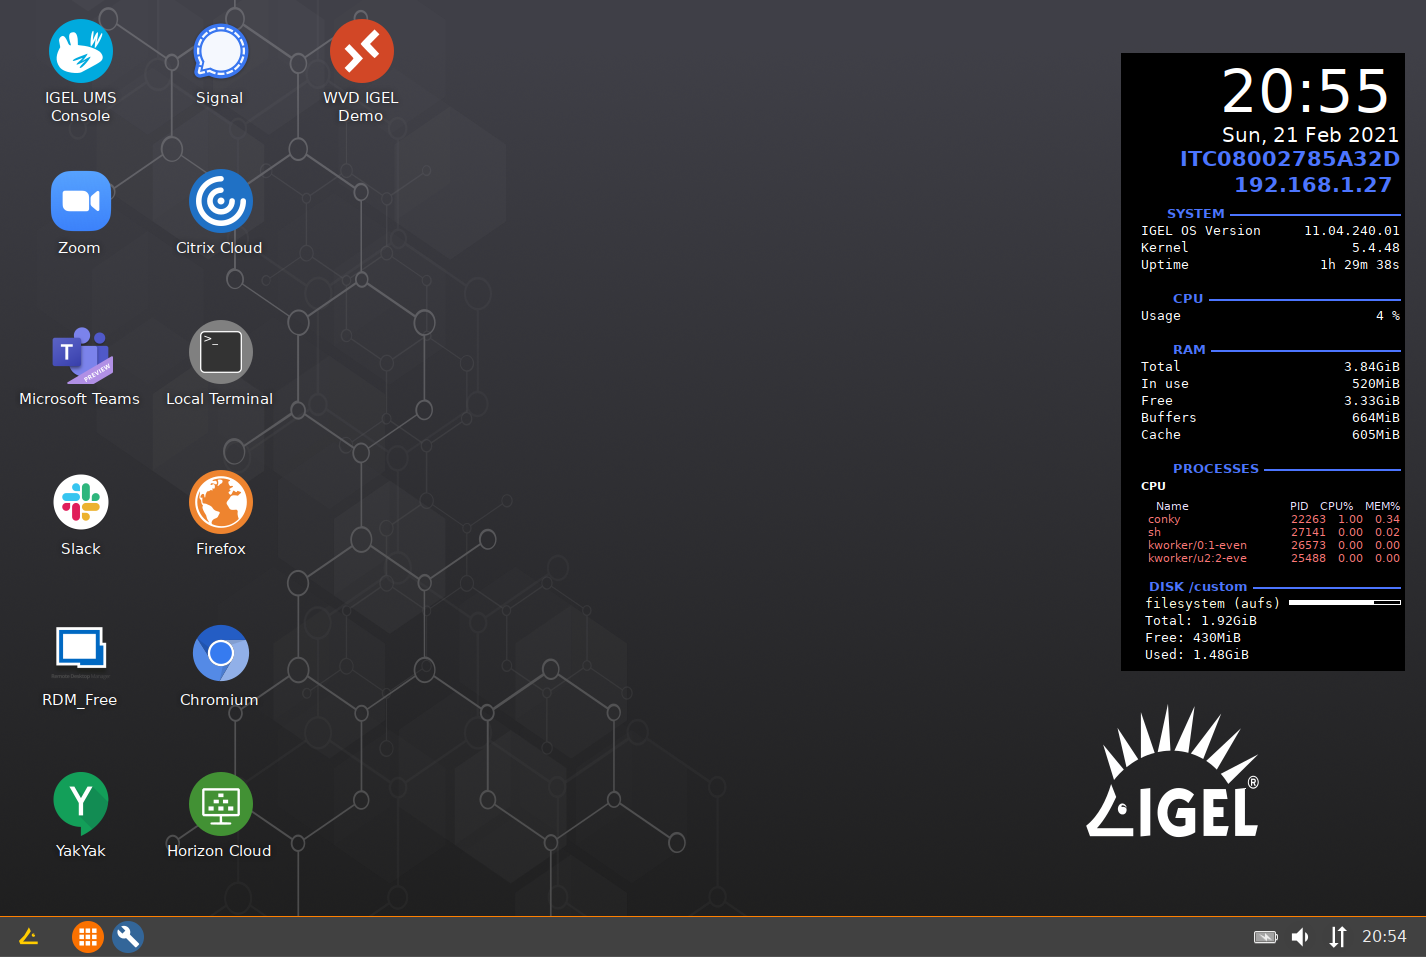 IGEL UMS
Console
Signal
WVD IGEL
Demo
Zoom
Citrix Cloud
T
PREVIEW
Microsoft Teams
>_
Local Terminal
Slack
Firefox
RDM_Free
Chromium
Y
YakYak
Horizon Cloud
20:55
Sun, 21 Feb 2021
ITC08002785A32D
192.168.1.27
SYSTEM
IGEL OS Version 11.04.240.01
Kernel 5.4.48
Uptime 1h 29m 38s
CPU
Usage 4 %
RAM
Total 3.84GiB
In use 520MiB
Free 3.33GiB
Buffers 664MiB
Cache 605MiB
PROCESSES
CPU
Name PID CPU% MEM%
conky 22263 1.00 0.34
sh 27141 0.00 0.02
kworker/0:1-even 26573 0.00 0.00
kworker/u2:2-eve 25488 0.00 0.00
DISK /custom
filesystem (aufs)
Total: 1.92GiB
Free: 430MiB
Used: 1.48GiB
IGEL®
20:54